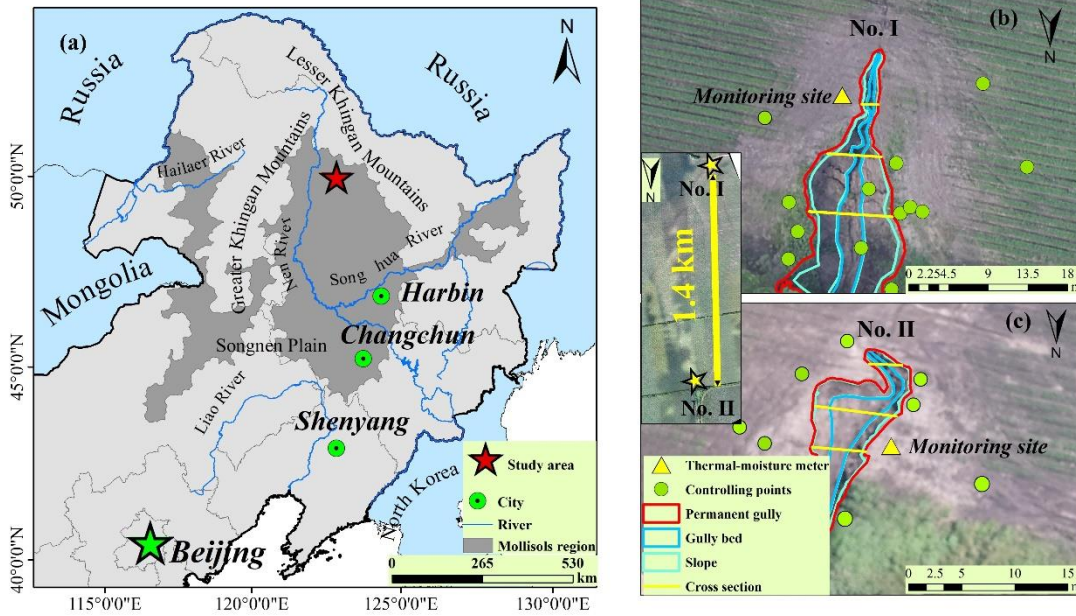 (a)
N
Russia
Russia
Lesser Khingan Mountains
Hailaer River
Greater Khingan Mountains
Nen River
Mongolia
Song hua River
Harbin
Changchun
Songnen Plain
Liao River
Shenyang
North Korea
Beijing
Study area
City
River
Mollisols region
0 265 530
km
50°0'0"N
45°0'0"N
40°0'0"N
115°0'0"E 120°0'0"E 125°0'0"E 130°0'0"E
(b)
N
No. I
Monitoring site
0 2.254.5 9 13.5 18
N
No. I
1.4 km
No. II
(c)
N
No. II
Monitoring site
Thermal-moisture meter
Controlling points
Permanent gully
Gully bed
Slope
Cross section
0 2.5 5 10 15